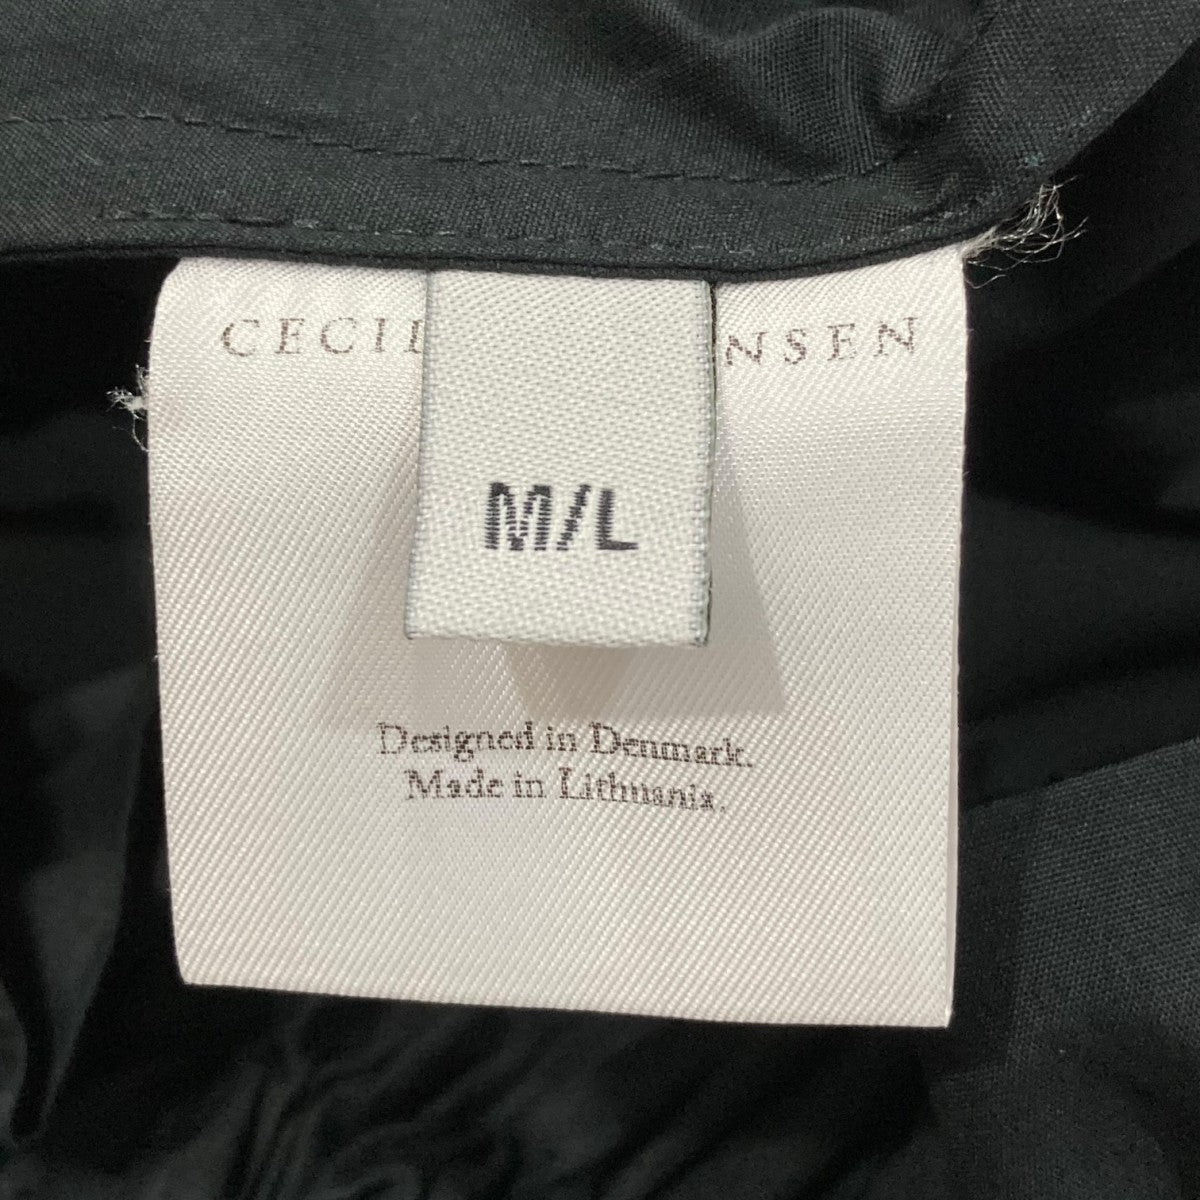 CECIL NSEN
M/L
Designed in Denmark.
Made in Lithuania.